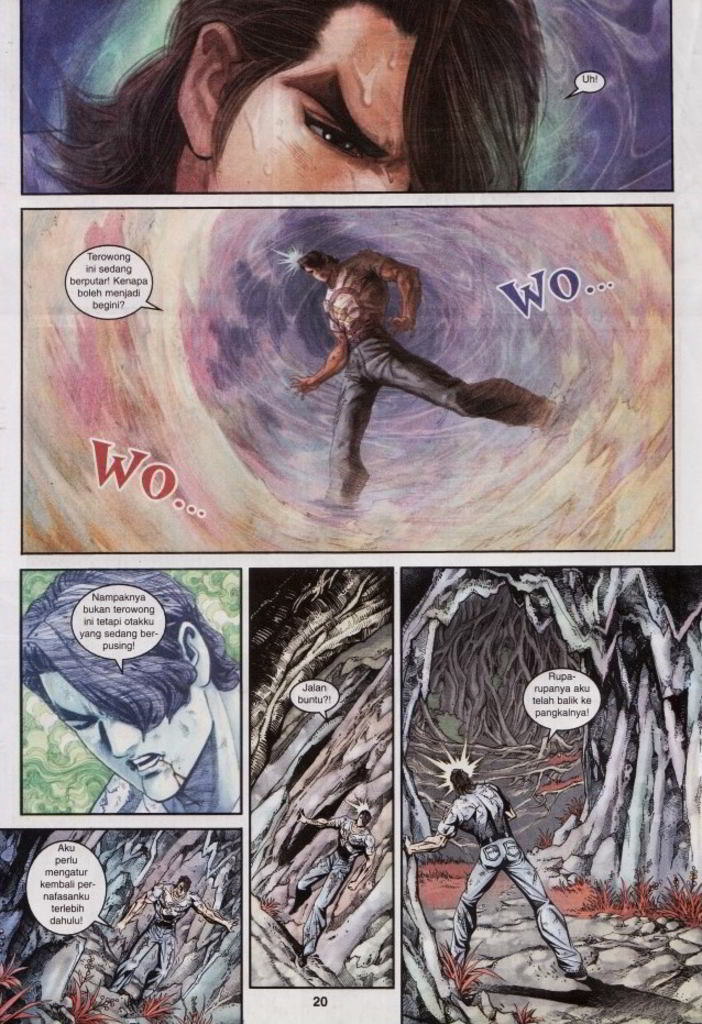 Uh!
Terowong
ini sedang
berputar! Kenapa
boleh menjadi
begini?
WO...
WO...
Nampaknya
bukan terowong
ini tetapi otakku
yang sedang ber-
pusing!
Aku
perlu
mengatur
kembali per-
nafasanku
terlebih
dahulu!
Jalan
buntu?!
Rupa-
rupanya aku
telah balik ke
pangkalnya!
20